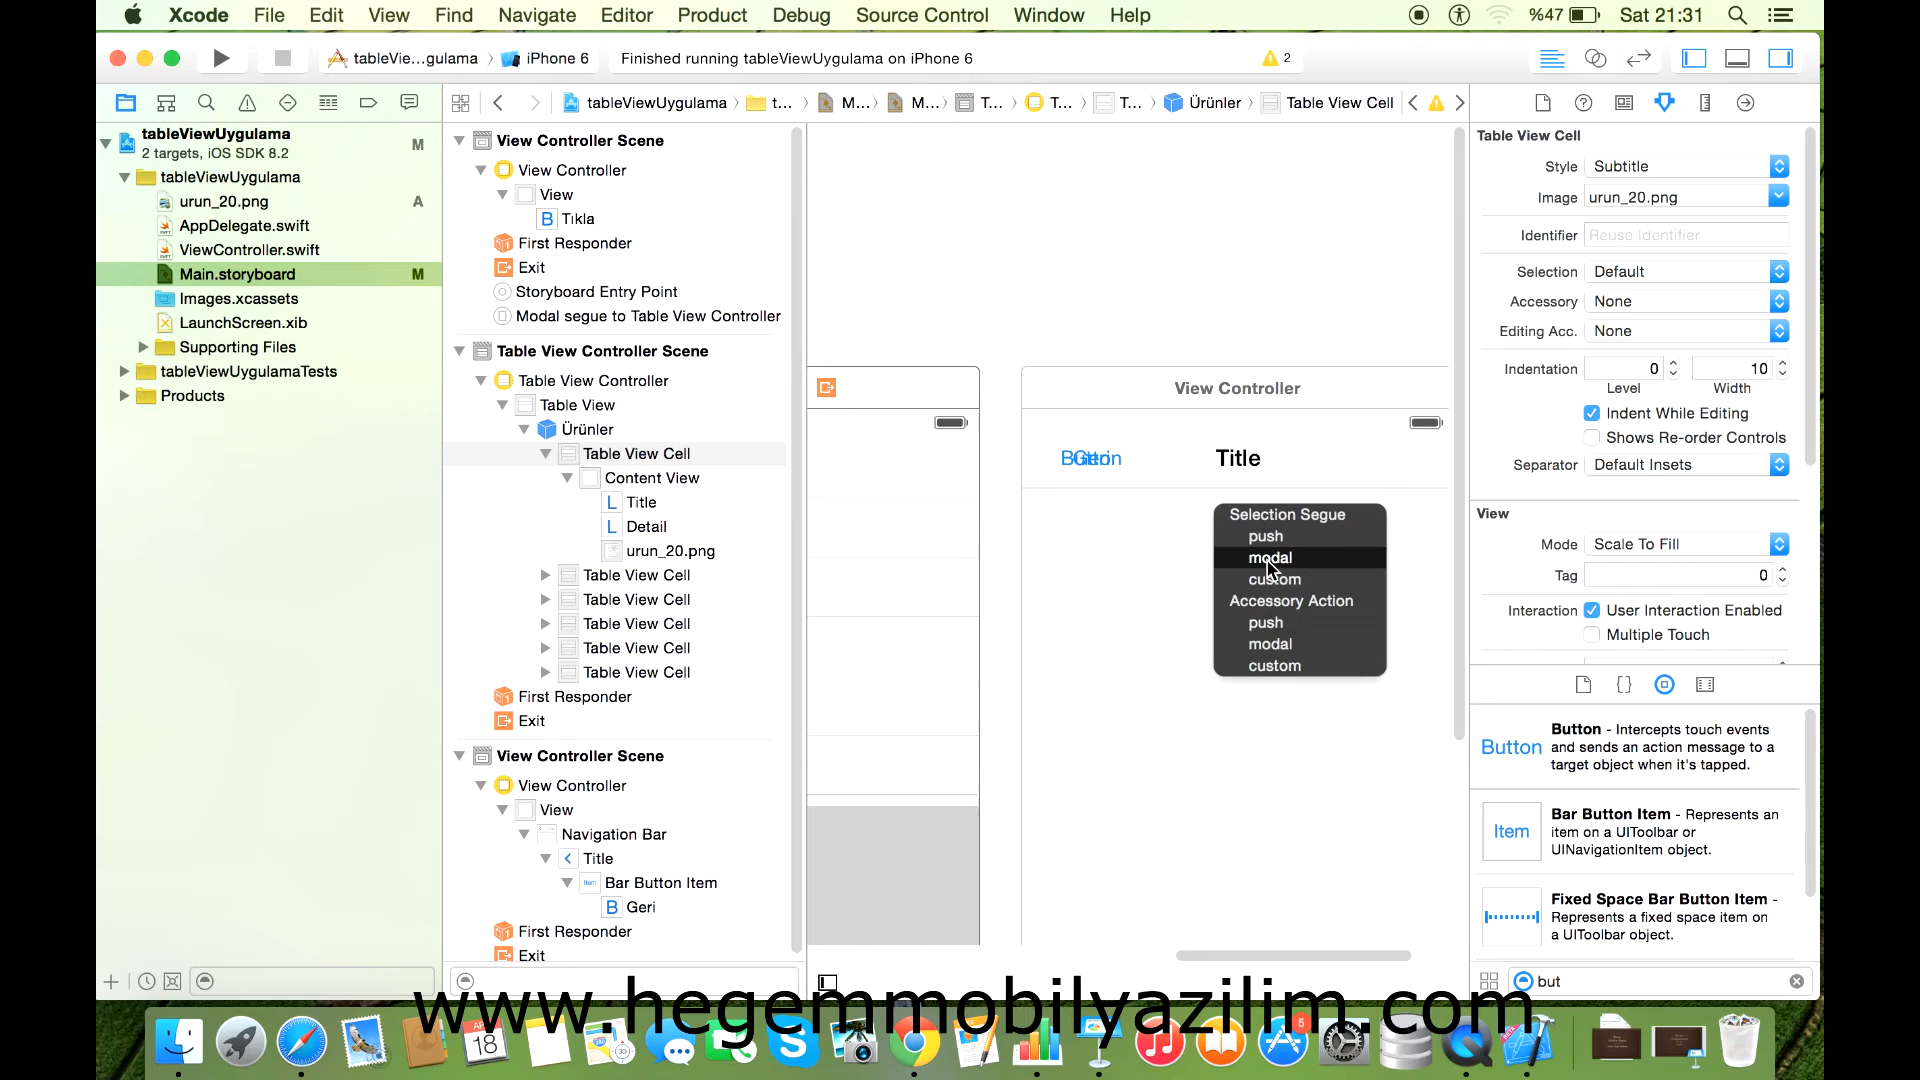 Xcode File Edit View Find Navigate Editor Product Debug Source Control Window Help %47 Sat 21:31
tableVie...gulama iPhone 6 Finished running tableViewUygulama on iPhone 6 2
tableViewUygulama t... M... M... T... T... T... Ürünler Table View Cell
tableViewUygulama M
2 targets, iOS SDK 8.2
tableViewUygulama
urun_20.png A
AppDelegate.swift
ViewController.swift
Main.storyboard M
Images.xcassets
LaunchScreen.xib
Supporting Files
tableViewUygulamaTests
Products
View Controller Scene
View Controller
View
B Tıkla
First Responder
Exit
Storyboard Entry Point
Modal segue to Table View Controller
Table View Controller Scene
Table View Controller
Table View
Ürünler
Table View Cell
Content View
L Title
L Detail
urun_20.png
Table View Cell
Table View Cell
Table View Cell
Table View Cell
Table View Cell
First Responder
Exit
View Controller Scene
View Controller
View
Navigation Bar
Title
Item Bar Button Item
B Geri
First Responder
Exit
View Controller
Button Geri Title
Selection Segue
push
modal
custom
Accessory Action
push
modal
custom
Table View Cell
Style Subtitle
Image urun_20.png
Identifier Reuse Identifier
Selection Default
Accessory None
Editing Acc. None
Indentation 0 10
Level Width
Indent While Editing
Shows Re-order Controls
Separator Default Insets
View
Mode Scale To Fill
Tag 0
Interaction User Interaction Enabled
Multiple Touch
Button Button - Intercepts touch events
and sends an action message to a
target object when it's tapped.
Item Bar Button Item - Represents an
item on a UIToolbar or
UINavigationItem object.
Fixed Space Bar Button Item -
Represents a fixed space item on
a UIToolbar object.
but
www.hegemmobilyazilim.com
18
5